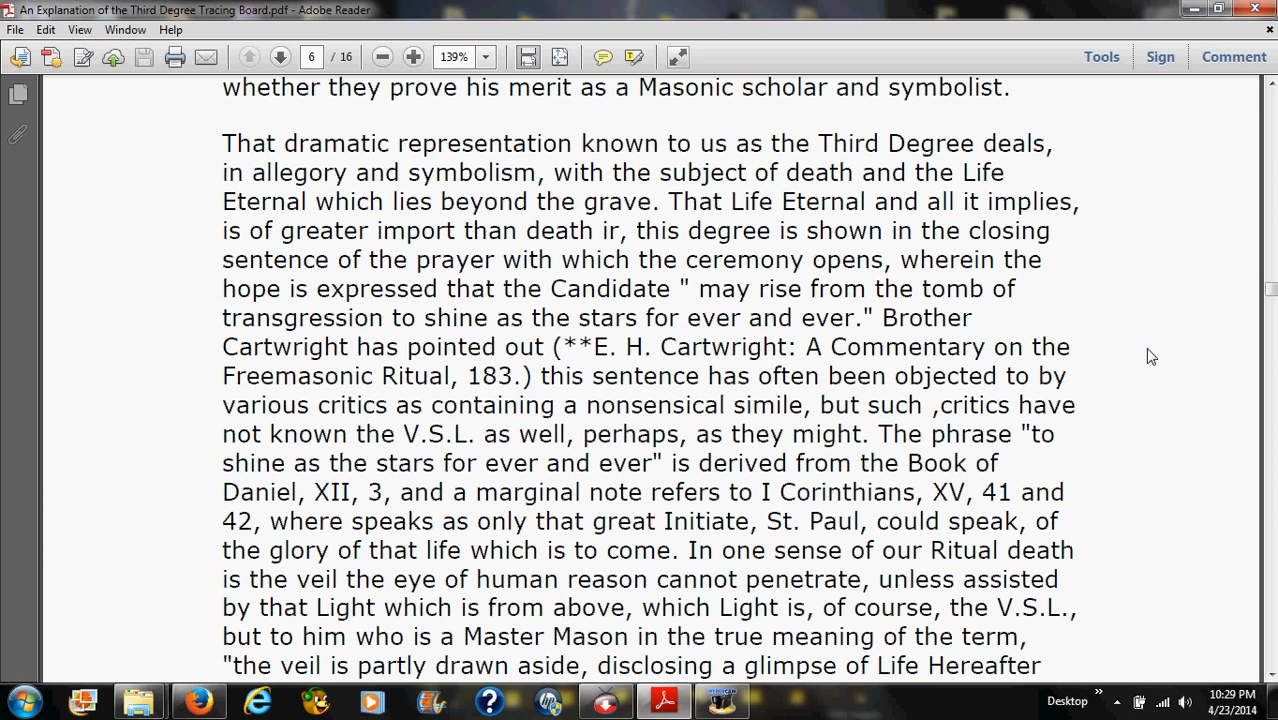 An Explanation of the Third Degree Tracing Board.pdf - Adobe Reader
File Edit View Window Help
6 / 16 139% Tools Sign Comment
whether they prove his merit as a Masonic scholar and symbolist.
That dramatic representation known to us as the Third Degree deals,
in allegory and symbolism, with the subject of death and the Life
Eternal which lies beyond the grave. That Life Eternal and all it implies,
is of greater import than death ir, this degree is shown in the closing
sentence of the prayer with which the ceremony opens, wherein the
hope is expressed that the Candidate " may rise from the tomb of
transgression to shine as the stars for ever and ever." Brother
Cartwright has pointed out (**E. H. Cartwright: A Commentary on the
Freemasonic Ritual, 183.) this sentence has often been objected to by
various critics as containing a nonsensical simile, but such ,critics have
not known the V.S.L. as well, perhaps, as they might. The phrase "to
shine as the stars for ever and ever" is derived from the Book of
Daniel, XII, 3, and a marginal note refers to I Corinthians, XV, 41 and
42, where speaks as only that great Initiate, St. Paul, could speak, of
the glory of that life which is to come. In one sense of our Ritual death
is the veil the eye of human reason cannot penetrate, unless assisted
by that Light which is from above, which Light is, of course, the V.S.L.,
but to him who is a Master Mason in the true meaning of the term,
"the veil is partly drawn aside, disclosing a glimpse of Life Hereafter
Desktop
10:29 PM
4/23/2014